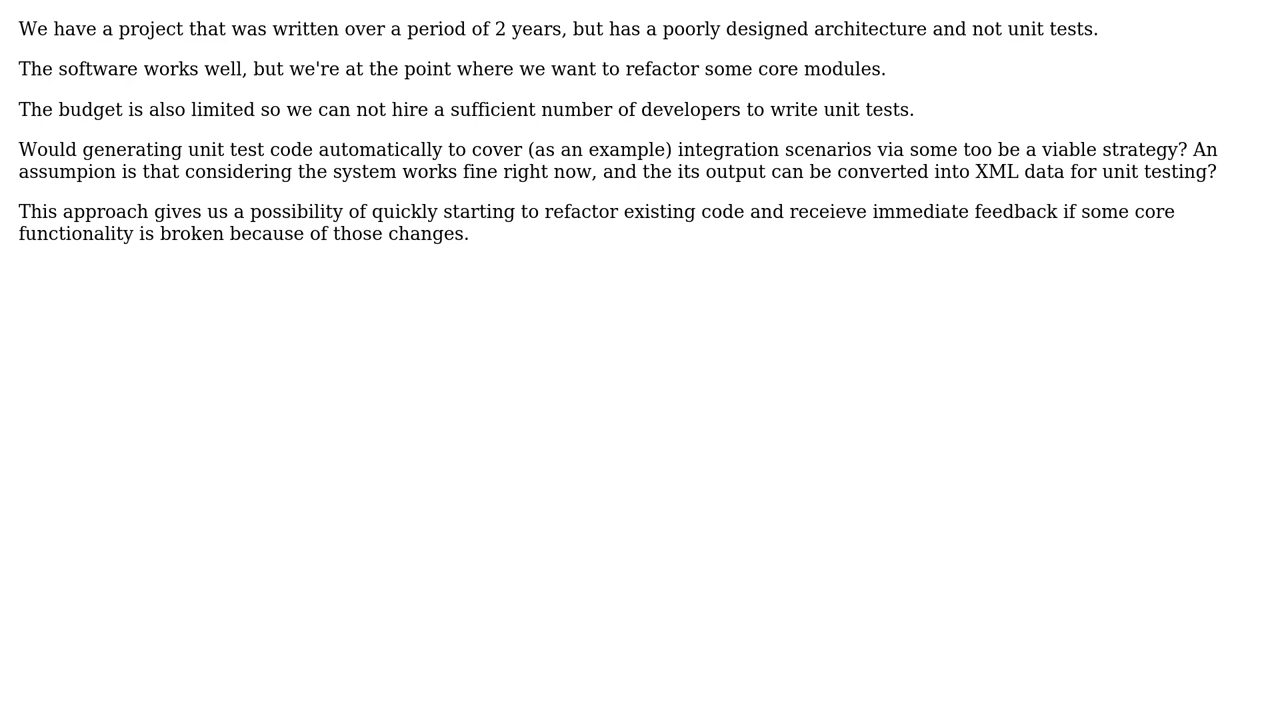 We have a project that was written over a period of 2 years, but has a poorly designed architecture and not unit tests.
The software works well, but we're at the point where we want to refactor some core modules.
The budget is also limited so we can not hire a sufficient number of developers to write unit tests.
Would generating unit test code automatically to cover (as an example) integration scenarios via some too be a viable strategy? An
assumpion is that considering the system works fine right now, and the its output can be converted into XML data for unit testing?
This approach gives us a possibility of quickly starting to refactor existing code and receieve immediate feedback if some core
functionality is broken because of those changes.